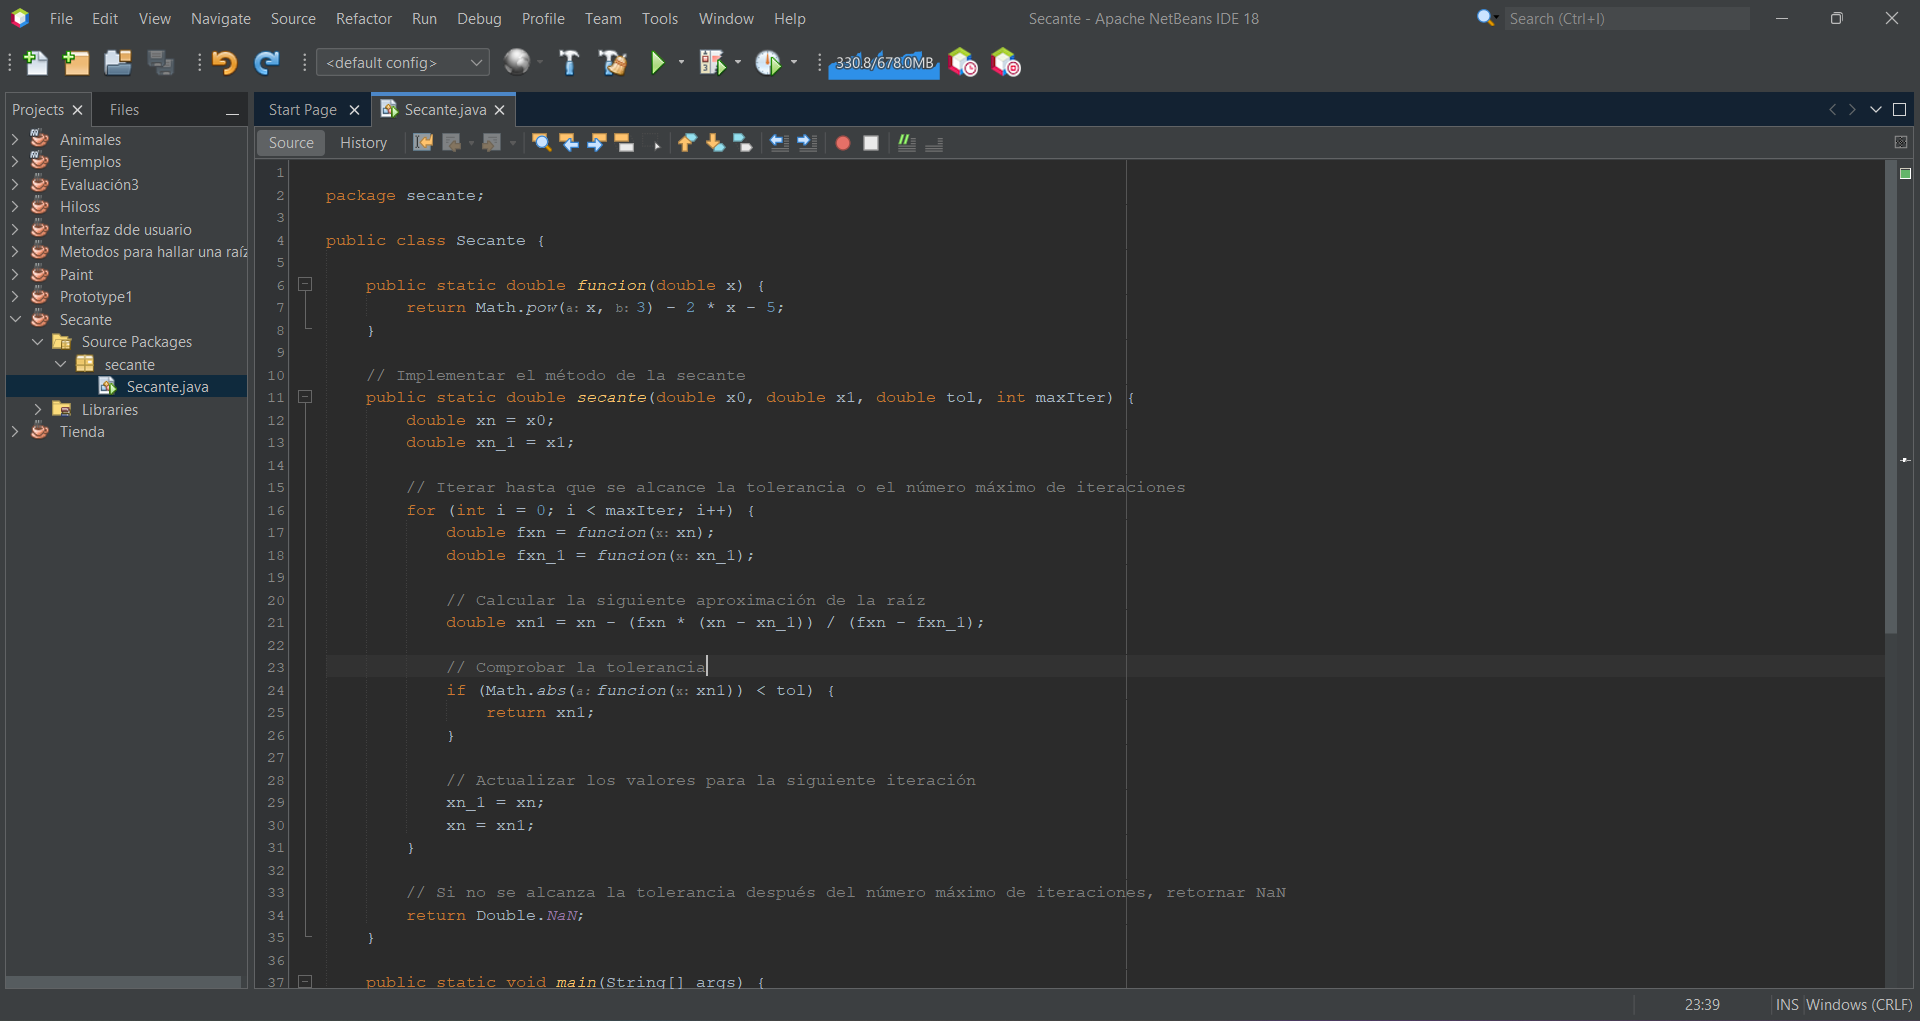 File Edit View Navigate Source Refactor Run Debug Profile Team Tools Window Help
Secante - Apache NetBeans IDE 18
Search (Ctrl+I)
<default config>
330.8/678.0MB
Projects Files
Start Page Secante.java
Source History
Animales
Ejemplos
Evaluación3
Hiloss
Interfaz dde usuario
Metodos para hallar una raíz
Paint
Prototype1
Secante
Source Packages
secante
Secante.java
Libraries
Tienda
1
2 package secante;
3
4 public class Secante {
5
6 public static double funcion(double x) {
7 return Math.pow(a: x, b: 3) - 2 * x - 5;
8 }
9
10 // Implementar el método de la secante
11 public static double secante(double x0, double x1, double tol, int maxIter) {
12 double xn = x0;
13 double xn_1 = x1;
14
15 // Iterar hasta que se alcance la tolerancia o el número máximo de iteraciones
16 for (int i = 0; i < maxIter; i++) {
17 double fxn = funcion(x: xn);
18 double fxn_1 = funcion(x: xn_1);
19
20 // Calcular la siguiente aproximación de la raíz
21 double xn1 = xn - (fxn * (xn - xn_1)) / (fxn - fxn_1);
22
23 // Comprobar la tolerancia
24 if (Math.abs(a: funcion(x: xn1)) < tol) {
25 return xn1;
26 }
27
28 // Actualizar los valores para la siguiente iteración
29 xn_1 = xn;
30 xn = xn1;
31 }
32
33 // Si no se alcanza la tolerancia después del número máximo de iteraciones, retornar NaN
34 return Double.NaN;
35 }
36
37 public static void main(String[] args) {
23:39 INS Windows (CRLF)